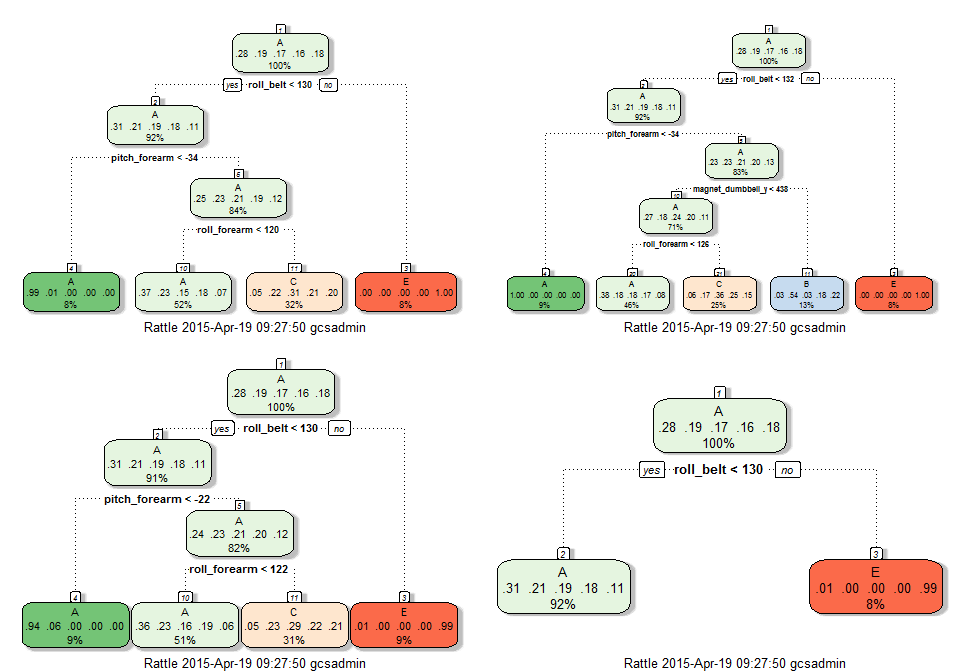 1
A
.28 .19 .17 .16 .18
100%
yes roll_belt < 130 no
2
A
.31 .21 .19 .18 .11
92%
pitch_forearm < -34
5
A
.25 .23 .21 .19 .12
84%
roll_forearm < 120
4
A
.99 .01 .00 .00 .00
8%
10
A
.37 .23 .15 .18 .07
52%
11
C
.05 .22 .31 .21 .20
32%
3
E
.00 .00 .00 .00 1.00
8%
Rattle 2015-Apr-19 09:27:50 gcsadmin
1
A
.28 .19 .17 .16 .18
100%
yes roll_belt < 132 no
2
A
.31 .21 .19 .18 .11
92%
pitch_forearm < -34
5
A
.23 .23 .21 .20 .13
83%
magnet_dumbbell_y < 438
10
A
.27 .18 .24 .20 .11
71%
roll_forearm < 126
4
A
1.00 .00 .00 .00 .00
9%
20
A
.38 .18 .18 .17 .08
46%
21
C
.06 .17 .36 .25 .15
25%
11
B
.03 .54 .03 .18 .22
13%
3
E
.00 .00 .00 .00 1.00
8%
Rattle 2015-Apr-19 09:27:50 gcsadmin
1
A
.28 .19 .17 .16 .18
100%
yes roll_belt < 130 no
2
A
.31 .21 .19 .18 .11
91%
pitch_forearm < -22
5
A
.24 .23 .21 .20 .12
82%
roll_forearm < 122
4
A
.94 .06 .00 .00 .00
9%
10
A
.36 .23 .16 .19 .06
51%
11
C
.05 .23 .29 .22 .21
31%
3
E
.01 .00 .00 .00 .99
9%
Rattle 2015-Apr-19 09:27:50 gcsadmin
1
A
.28 .19 .17 .16 .18
100%
yes roll_belt < 130 no
2
A
.31 .21 .19 .18 .11
92%
3
E
.01 .00 .00 .00 .99
8%
Rattle 2015-Apr-19 09:27:50 gcsadmin